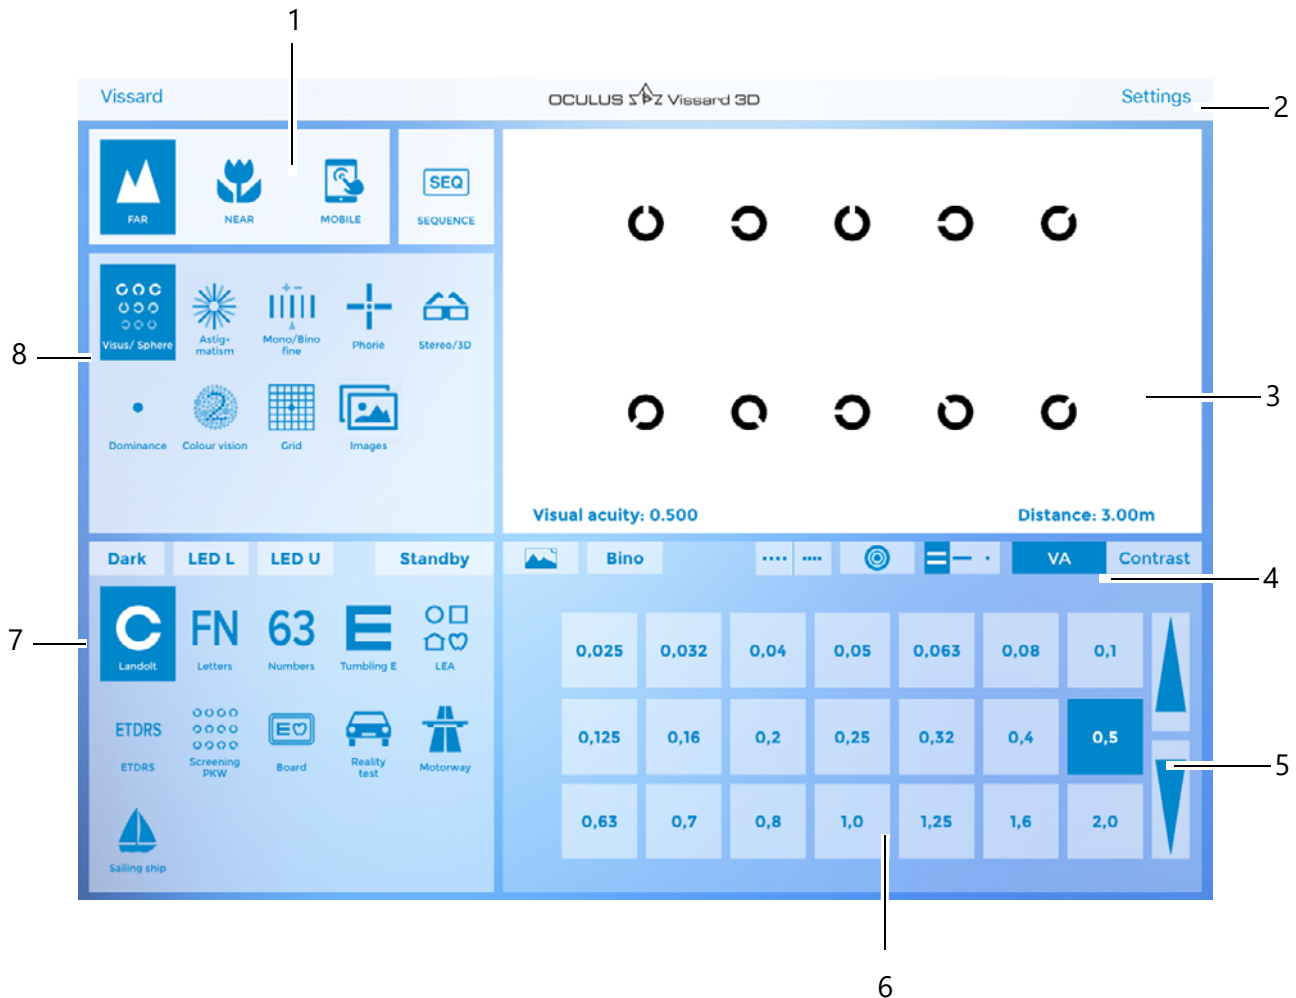 1
Vissard
OCULUS Vissard 3D
Settings
2
FAR
NEAR
MOBILE
SEQ
SEQUENCE
Visus/ Sphere
Astig-
matism
+ -
Mono/Bino
fine
Phorie
Stereo/3D
8
2
Dominance
Colour vision
Grid
Images
3
Visual acuity: 0.500
Distance: 3.00m
Dark
LED L
LED U
Standby
Bino
VA
Contrast
4
C
Landolt
FN
Letters
63
Numbers
E
Tumbling E
LEA
7
ETDRS
ETDRS
Screening
PKW
E
Board
Reality
test
Motorway
Sailing ship
0,025
0,032
0,04
0,05
0,063
0,08
0,1
0,125
0,16
0,2
0,25
0,32
0,4
0,5
5
0,63
0,7
0,8
1,0
1,25
1,6
2,0
6